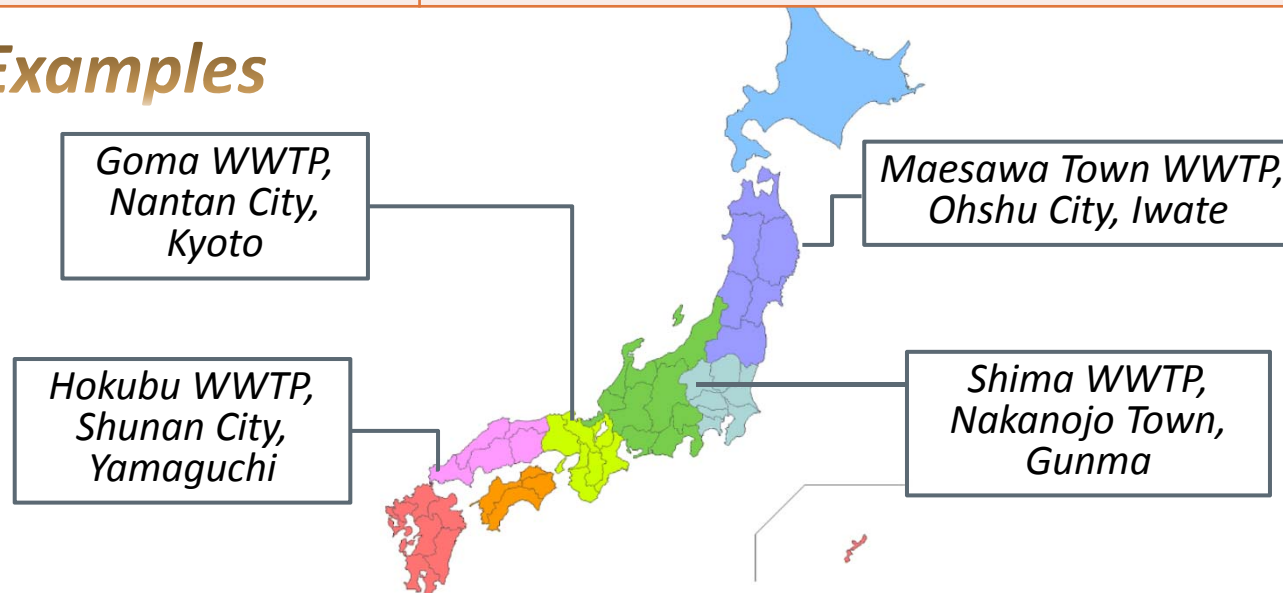 Examples
Goma WWTP,
Nantan City,
Kyoto
Maesawa Town WWTP,
Ohshu City, Iwate
Hokubu WWTP,
Shunan City,
Yamaguchi
Shima WWTP,
Nakanojo Town,
Gunma